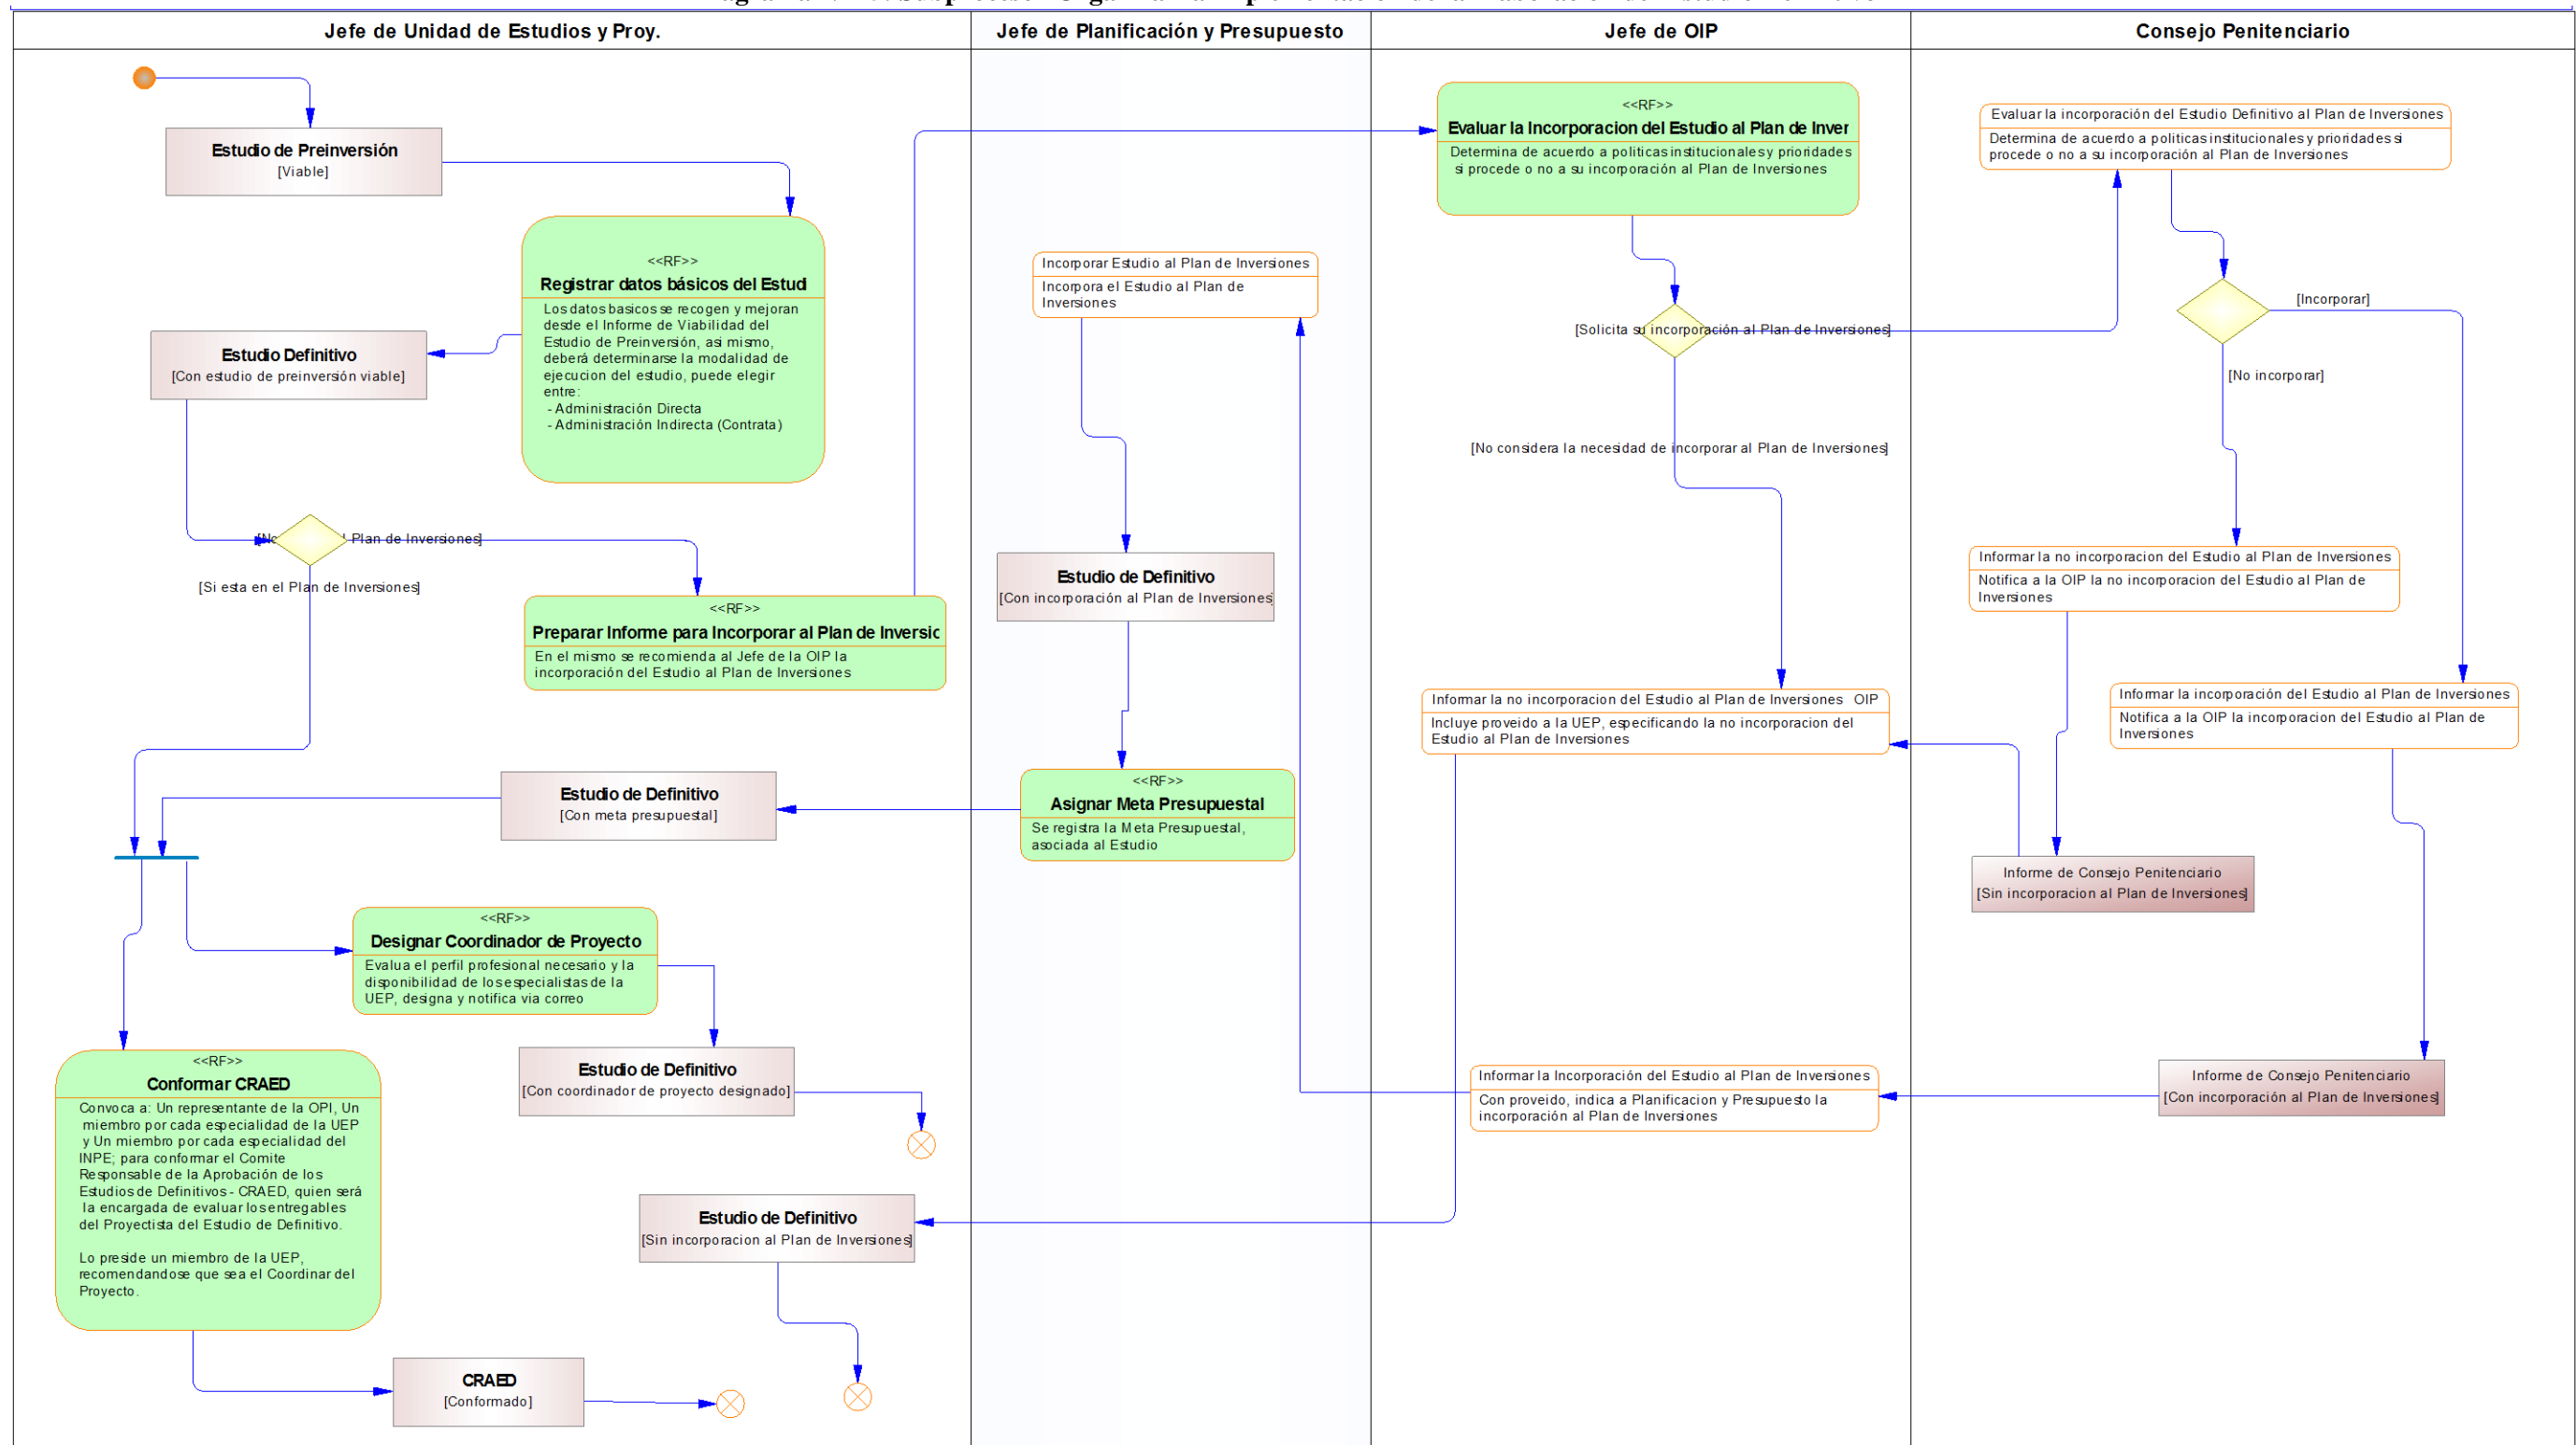 Jefe de Unidad de Estudios y Proy.
Jefe de Planificación y Presupuesto
Jefe de OIP
Consejo Penitenciario
Estudio de Preinversión
[Viable]
<<RF>>
Registrar datos básicos del Estud
Los datos basicos se recogen y mejoran
desde el Informe de Viabilidad del
Estudio de Preinversión, asi mismo,
deberá determinarse la modalidad de
ejecucion del estudio, puede elegir
entre:
- Administración Directa
- Administración Indirecta (Contrata)
Estudio Definitivo
[Con estudio de preinversión viable]
Plan de Inversiones]
[Si esta en el Plan de Inversiones]
<<RF>>
Preparar Informe para Incorporar al Plan de Inversic
En el mismo se recomienda al Jefe de la OIP la
incorporación del Estudio al Plan de Inversiones
Estudio de Definitivo
[Con meta presupuestal]
<<RF>>
Designar Coordinador de Proyecto
Evalua el perfil profesional necesario y la
disponibilidad de los especialistas de la
UEP, designa y notifica via correo
Estudio de Definitivo
[Con coordinador de proyecto designado]
<<RF>>
Conformar CRAED
Convoca a: Un representante de la OPI, Un
miembro por cada especialidad de la UEP
y Un miembro por cada especialidad del
INPE; para conformar el Comite
Responsable de la Aprobación de los
Estudios de Definitivos - CRAED, quien será
la encargada de evaluar los entregables
del Proyectista del Estudio de Definitivo.
Lo preside un miembro de la UEP,
recomendandose que sea el Coordinar del
Proyecto.
Estudio de Definitivo
[Sin incorporacion al Plan de Inversiones]
CRAED
[Conformado]
Incorporar Estudio al Plan de Inversiones
Incorpora el Estudio al Plan de
Inversiones
Estudio de Definitivo
[Con incorporación al Plan de Inversiones]
<<RF>>
Asignar Meta Presupuestal
Se registra la Meta Presupuestal,
asociada al Estudio
<<RF>>
Evaluar la Incorporacion del Estudio al Plan de Inver
Determina de acuerdo a politicas institucionales y prioridades
si procede o no a su incorporación al Plan de Inversiones
[Solicita su incorporación al Plan de Inversiones]
[No considera la necesidad de incorporar al Plan de Inversiones]
Informar la no incorporacion del Estudio al Plan de Inversiones OIP
Incluye proveido a la UEP, especificando la no incorporacion del
Estudio al Plan de Inversiones
Informar la Incorporación del Estudio al Plan de Inversiones
Con proveido, indica a Planificacion y Presupuesto la
incorporación al Plan de Inversiones
Evaluar la incorporación del Estudio Definitivo al Plan de Inversiones
Determina de acuerdo a politicas institucionales y prioridades si
procede o no a su incorporación al Plan de Inversiones
[Incorporar]
[No incorporar]
Informar la no incorporacion del Estudio al Plan de Inversiones
Notifica a la OIP la no incorporacion del Estudio al Plan de
Inversiones
Informar la incorporación del Estudio al Plan de Inversiones
Notifica a la OIP la incorporacion del Estudio al Plan de
Inversiones
Informe de Consejo Penitenciario
[Sin incorporacion al Plan de Inversiones]
Informe de Consejo Penitenciario
[Con incorporación al Plan de Inversiones]